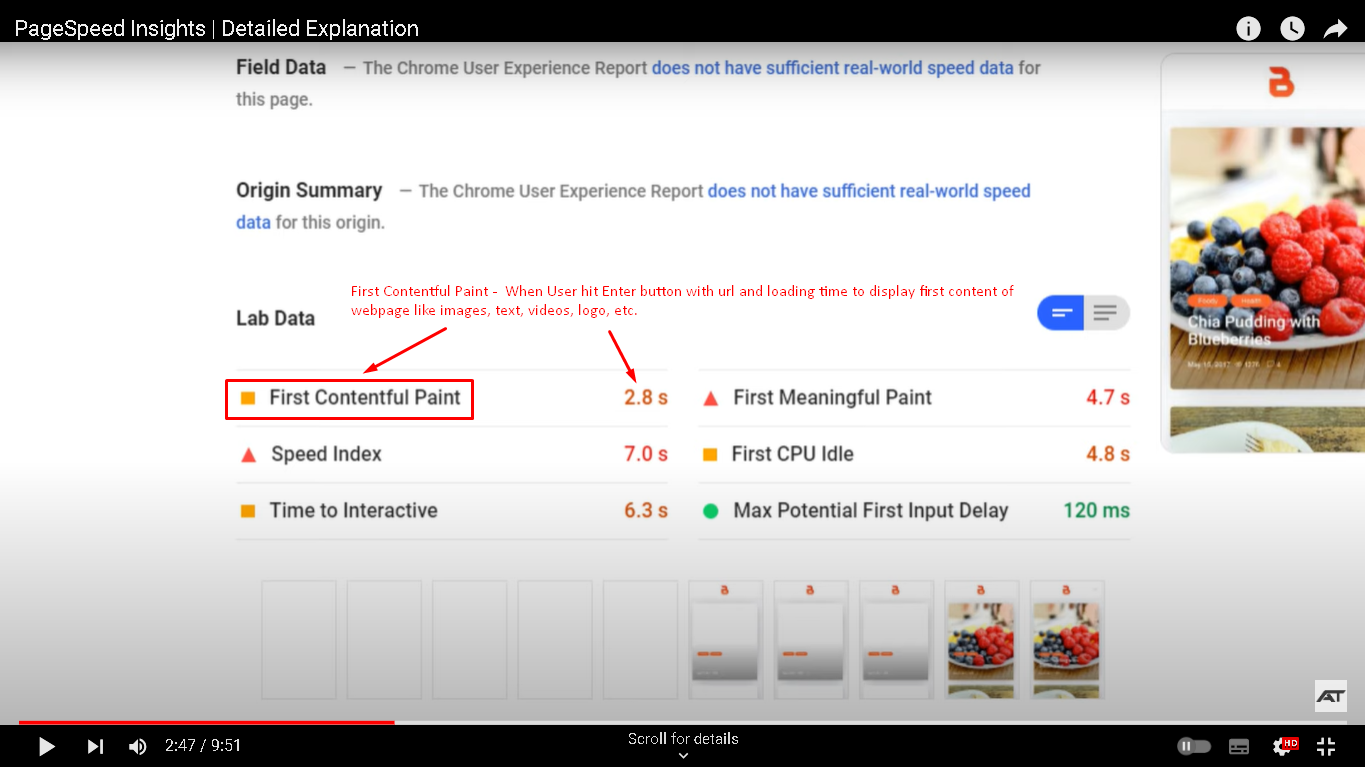 PageSpeed Insights | Detailed Explanation
Field Data — The Chrome User Experience Report does not have sufficient real-world speed data for
this page.
Origin Summary — The Chrome User Experience Report does not have sufficient real-world speed
data for this origin.
First Contentful Paint - When User hit Enter button with url and loading time to display first content of
webpage like images, text, videos, logo, etc.
Lab Data
First Contentful Paint 2.8 s
First Meaningful Paint 4.7 s
Speed Index 7.0 s
First CPU Idle 4.8 s
Time to Interactive 6.3 s
Max Potential First Input Delay 120 ms
Foody Health
Chia Pudding with
Blueberries
AT
2:47 / 9:51
Scroll for details
HD